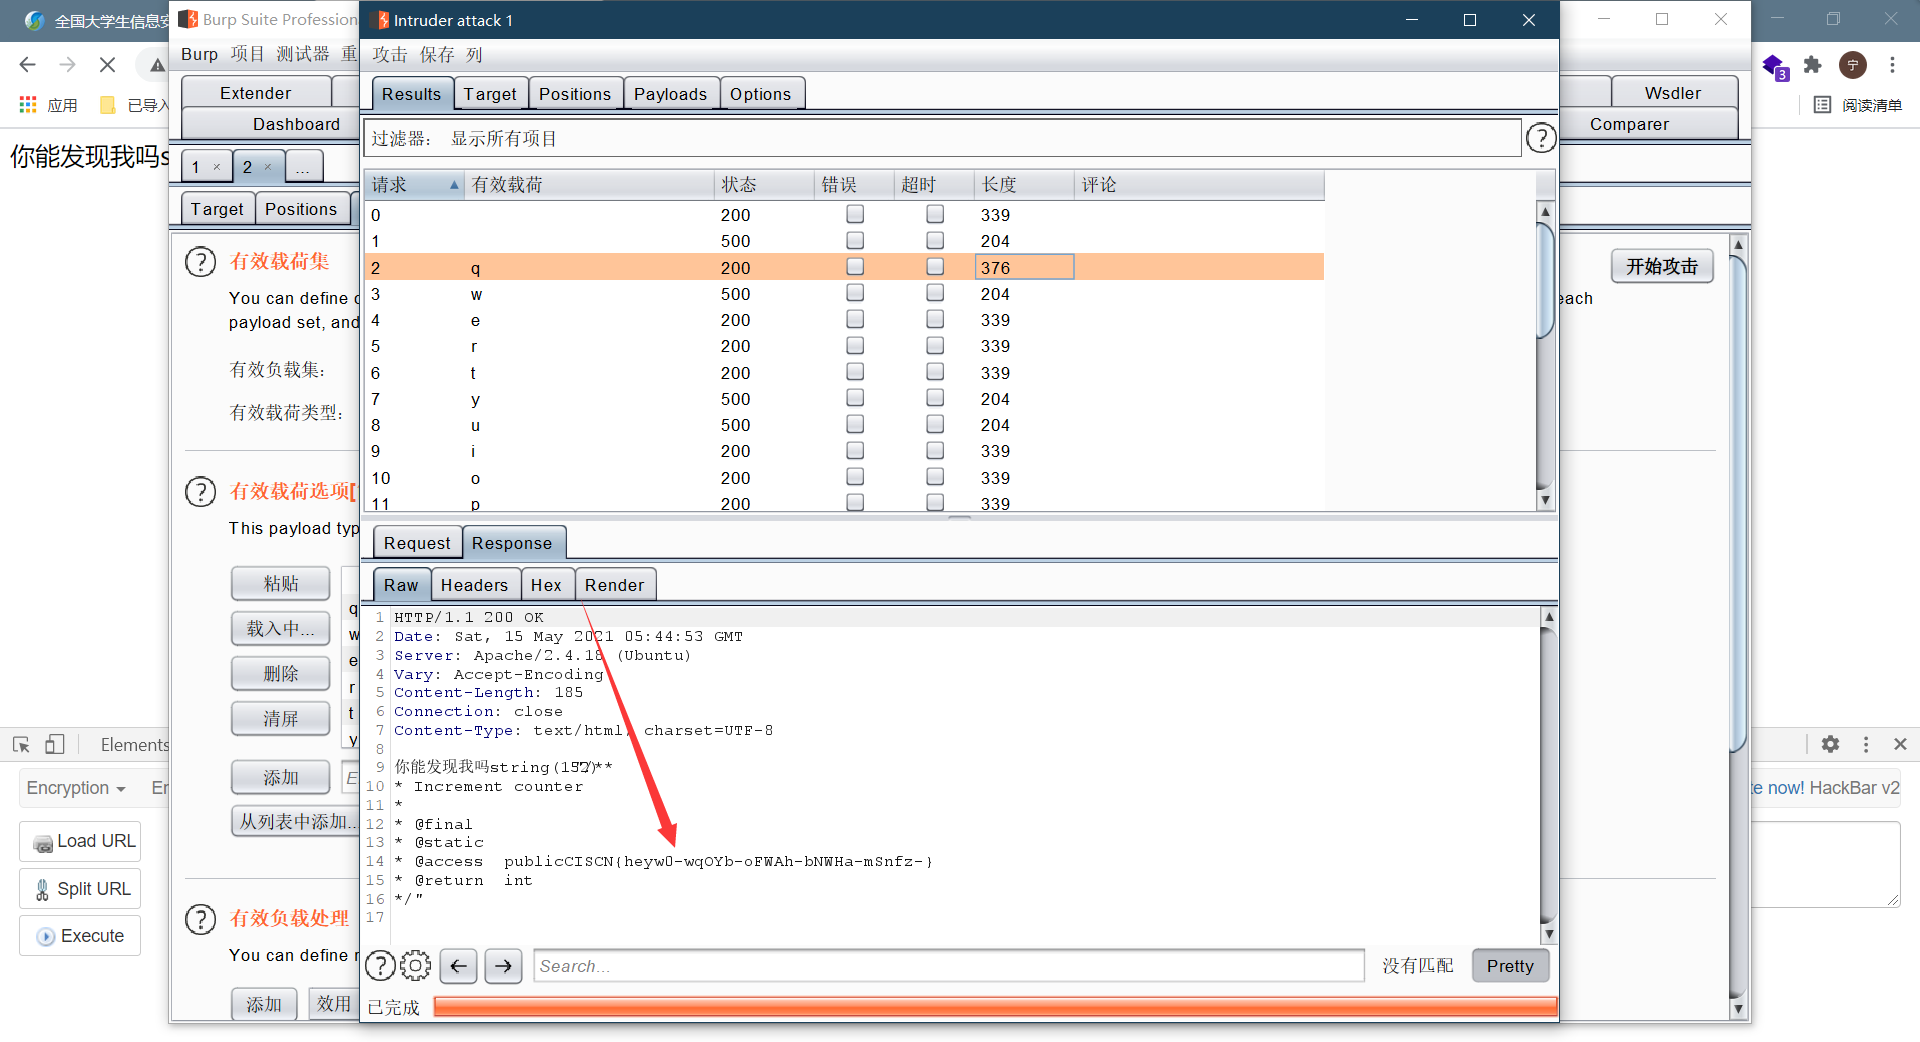 全国大学生信息安
Burp Suite Professiona
Intruder attack 1
Burp 项目 测试器 重
攻击 保存 列
3
宁
应用
已导入
阅读清单
Extender
Wsdler
Dashboard
Comparer
Results Target Positions Payloads Options
过滤器： 显示所有项目
?
你能发现我吗s
1 × 2 × ...
Target Positions
请求 有效载荷 状态 错误 超时 长度 评论
0 200 339
1 500 204
2 q 200 376
3 w 500 204
4 e 200 339
5 r 200 339
6 t 200 339
7 y 500 204
8 u 500 204
9 i 200 339
10 o 200 339
11 p 200 339
? 有效载荷集
开始攻击
You can define
each
payload set, and
有效负载集：
有效载荷类型：
? 有效载荷选项[
This payload typ
粘贴
载入中...
删除
清屏
添加
从列表中添加...
q
w
e
r
t
y
E
? 有效负载处理
You can define r
添加 效用
Request Response
Raw Headers Hex Render
1 HTTP/1.1 200 OK
2 Date: Sat, 15 May 2021 05:44:53 GMT
3 Server: Apache/2.4.18 (Ubuntu)
4 Vary: Accept-Encoding
5 Content-Length: 185
6 Connection: close
7 Content-Type: text/html; charset=UTF-8
8
9 你能发现我吗string(152)"/**
10 * Increment counter
11 *
12 * @final
13 * @static
14 * @access publicCISCN{heyw0-wqOYb-oFWAh-bNWHa-mSnfz-}
15 * @return int
16 */"
17
? Search... 没有匹配 Pretty
已完成
Elements
Encryption
Er
te now! HackBar v2
Load URL
Split URL
Execute